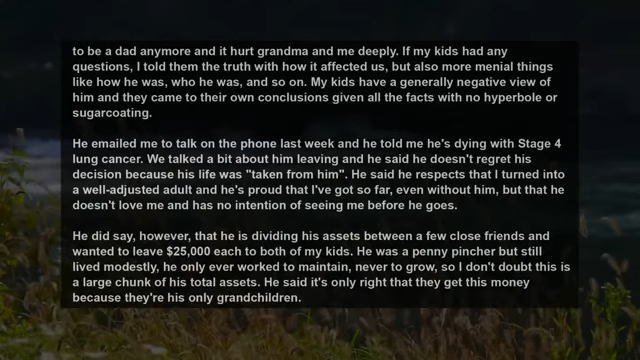 to be a dad anymore and it hurt grandma and me deeply. If my kids had any
questions, I told them the truth with how it affected us, but also more menial things
like how he was, who he was, and so on. My kids have a generally negative view of
him and they came to their own conclusions given all the facts with no hyperbole or
sugarcoating.
He emailed me to talk on the phone last week and he told me he's dying with Stage 4
lung cancer. We talked a bit about him leaving and he said he doesn't regret his
decision because his life was "taken from him". He said he respects that I turned into
a well-adjusted adult and he's proud that I've got so far, even without him, but that he
doesn't love me and has no intention of seeing me before he goes.
He did say, however, that he is dividing his assets between a few close friends and
wanted to leave $25,000 each to both of my kids. He was a penny pincher but still
lived modestly, he only ever worked to maintain, never to grow, so I don't doubt this is
a large chunk of his total assets. He said it's only right that they get this money
because they're his only grandchildren.